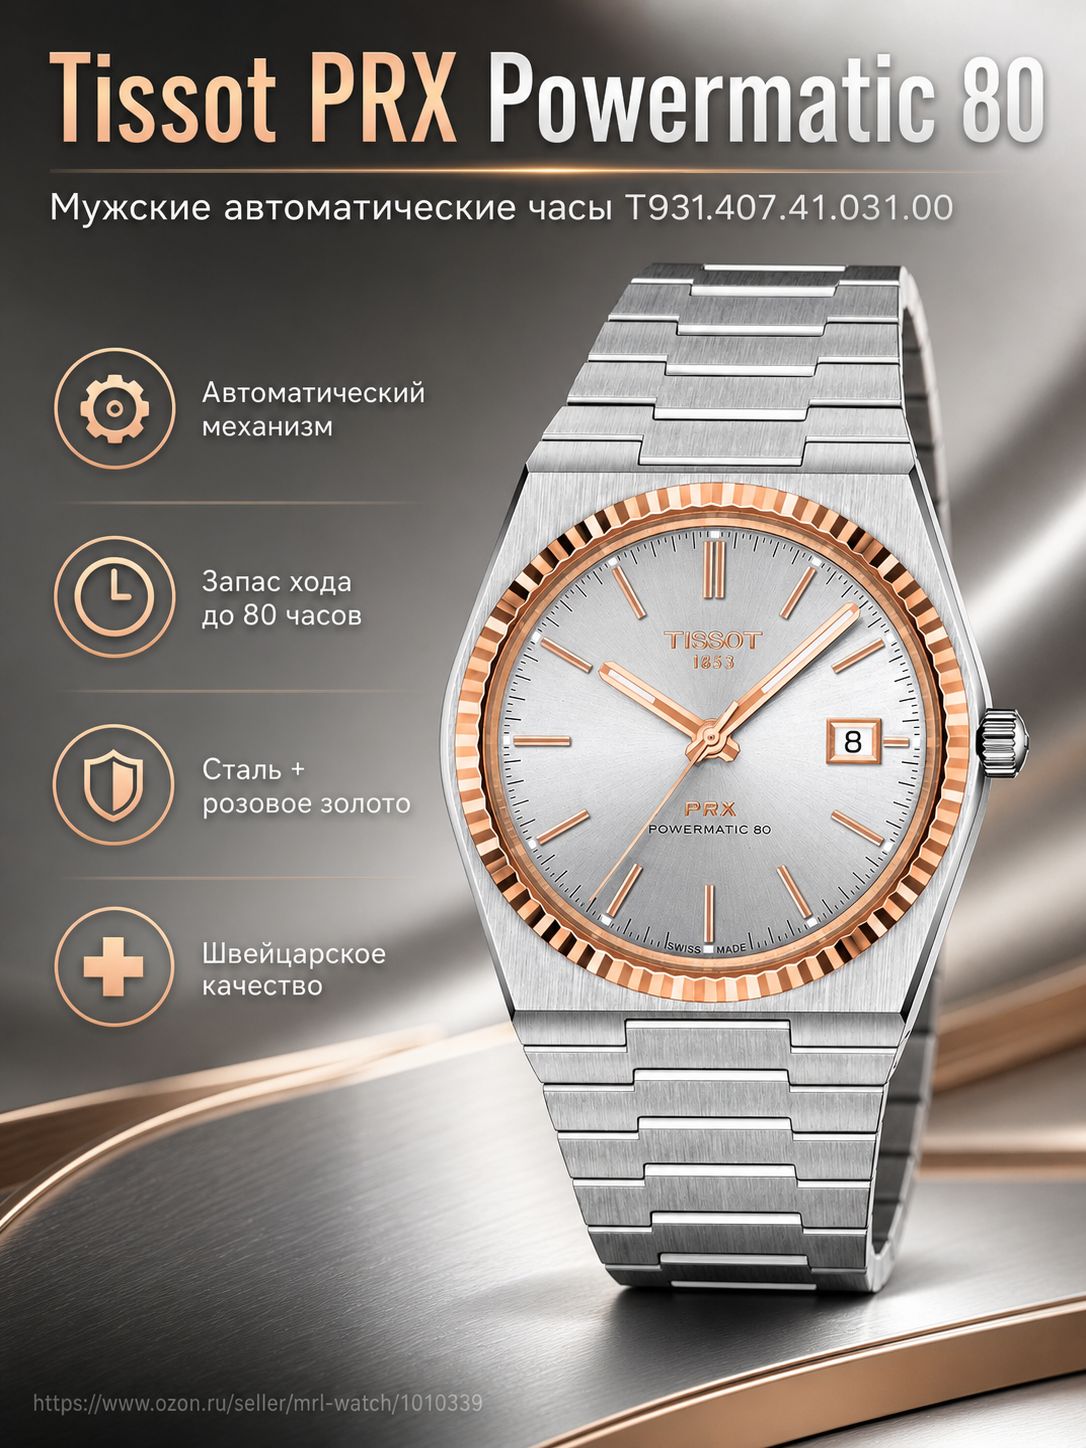 Tissot PRX Powermatic 80
Мужские автоматические часы T931.407.41.031.00
Автоматический
механизм
Запас хода
до 80 часов
Сталь +
розовое золото
Швейцарское
качество
TISSOT
1853
8
PRX
POWERMATIC 80
SWISS MADE
https://www.ozon.ru/seller/mrl-watch/1010339